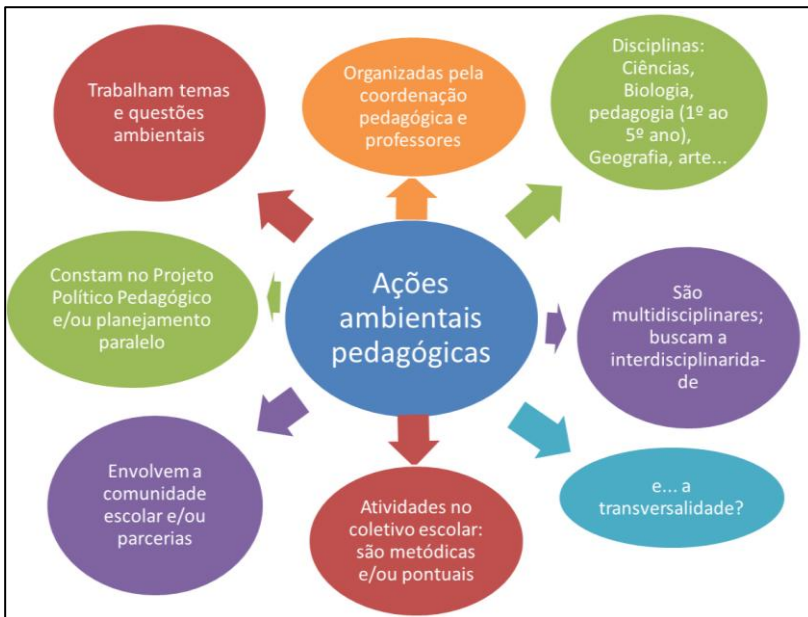 Trabalham temas
e questões
ambientais
Organizadas pela
coordenação
pedagógica e
professores
Disciplinas:
Ciências,
Biologia,
pedagogia (1º ao
5º ano),
Geografia, arte...
Constam no Projeto
Político Pedagógico
e/ou planejamento
paralelo
Ações
ambientais
pedagógicas
São
multidisciplinares;
buscam a
interdisciplinarida-
de
Envolvem a
comunidade
escolar e/ou
parcerias
Atividades no
coletivo escolar:
são metódicas
e/ou pontuais
e... a
transversalidade?